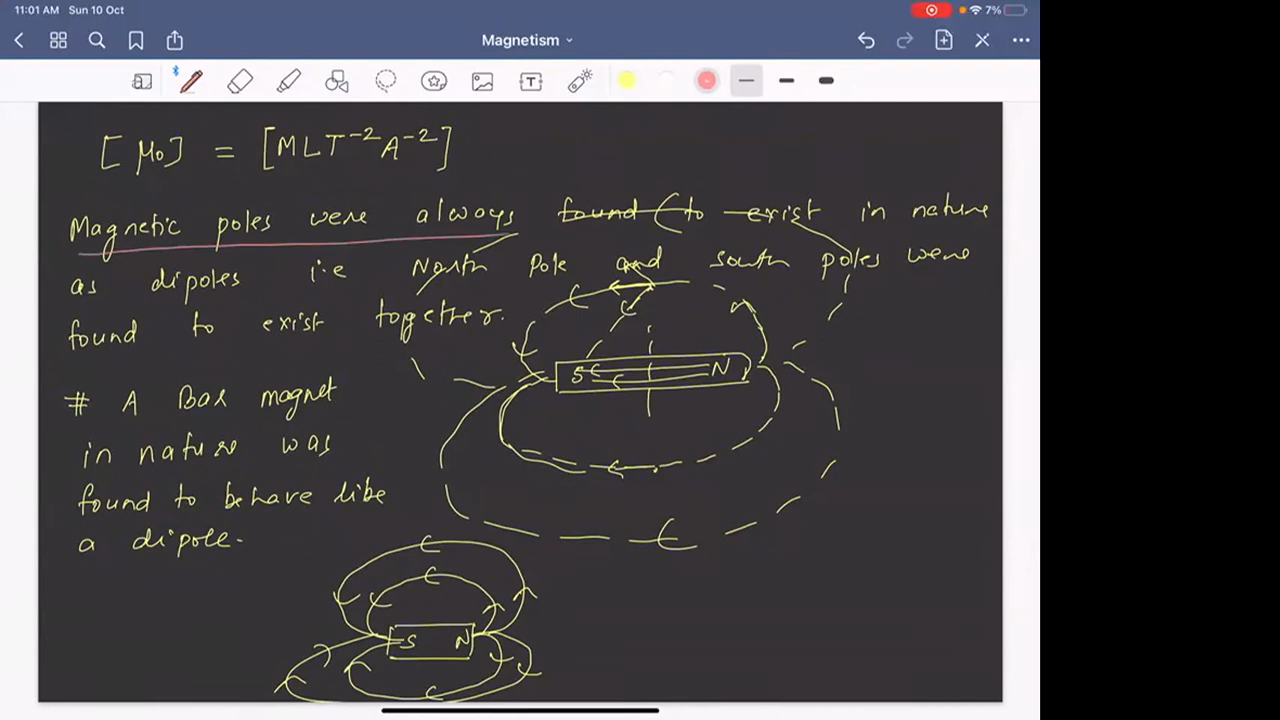 11:01 AM Sun 10 Oct
7%
Magnetism
T
[μ₀] = [MLT⁻²A⁻²]
Magnetic poles were always found to exist in nature
as dipoles i.e North Pole and south poles were
found to exist together.
S N
# A Bar magnet
in nature was
found to behave like
a dipole.
S N